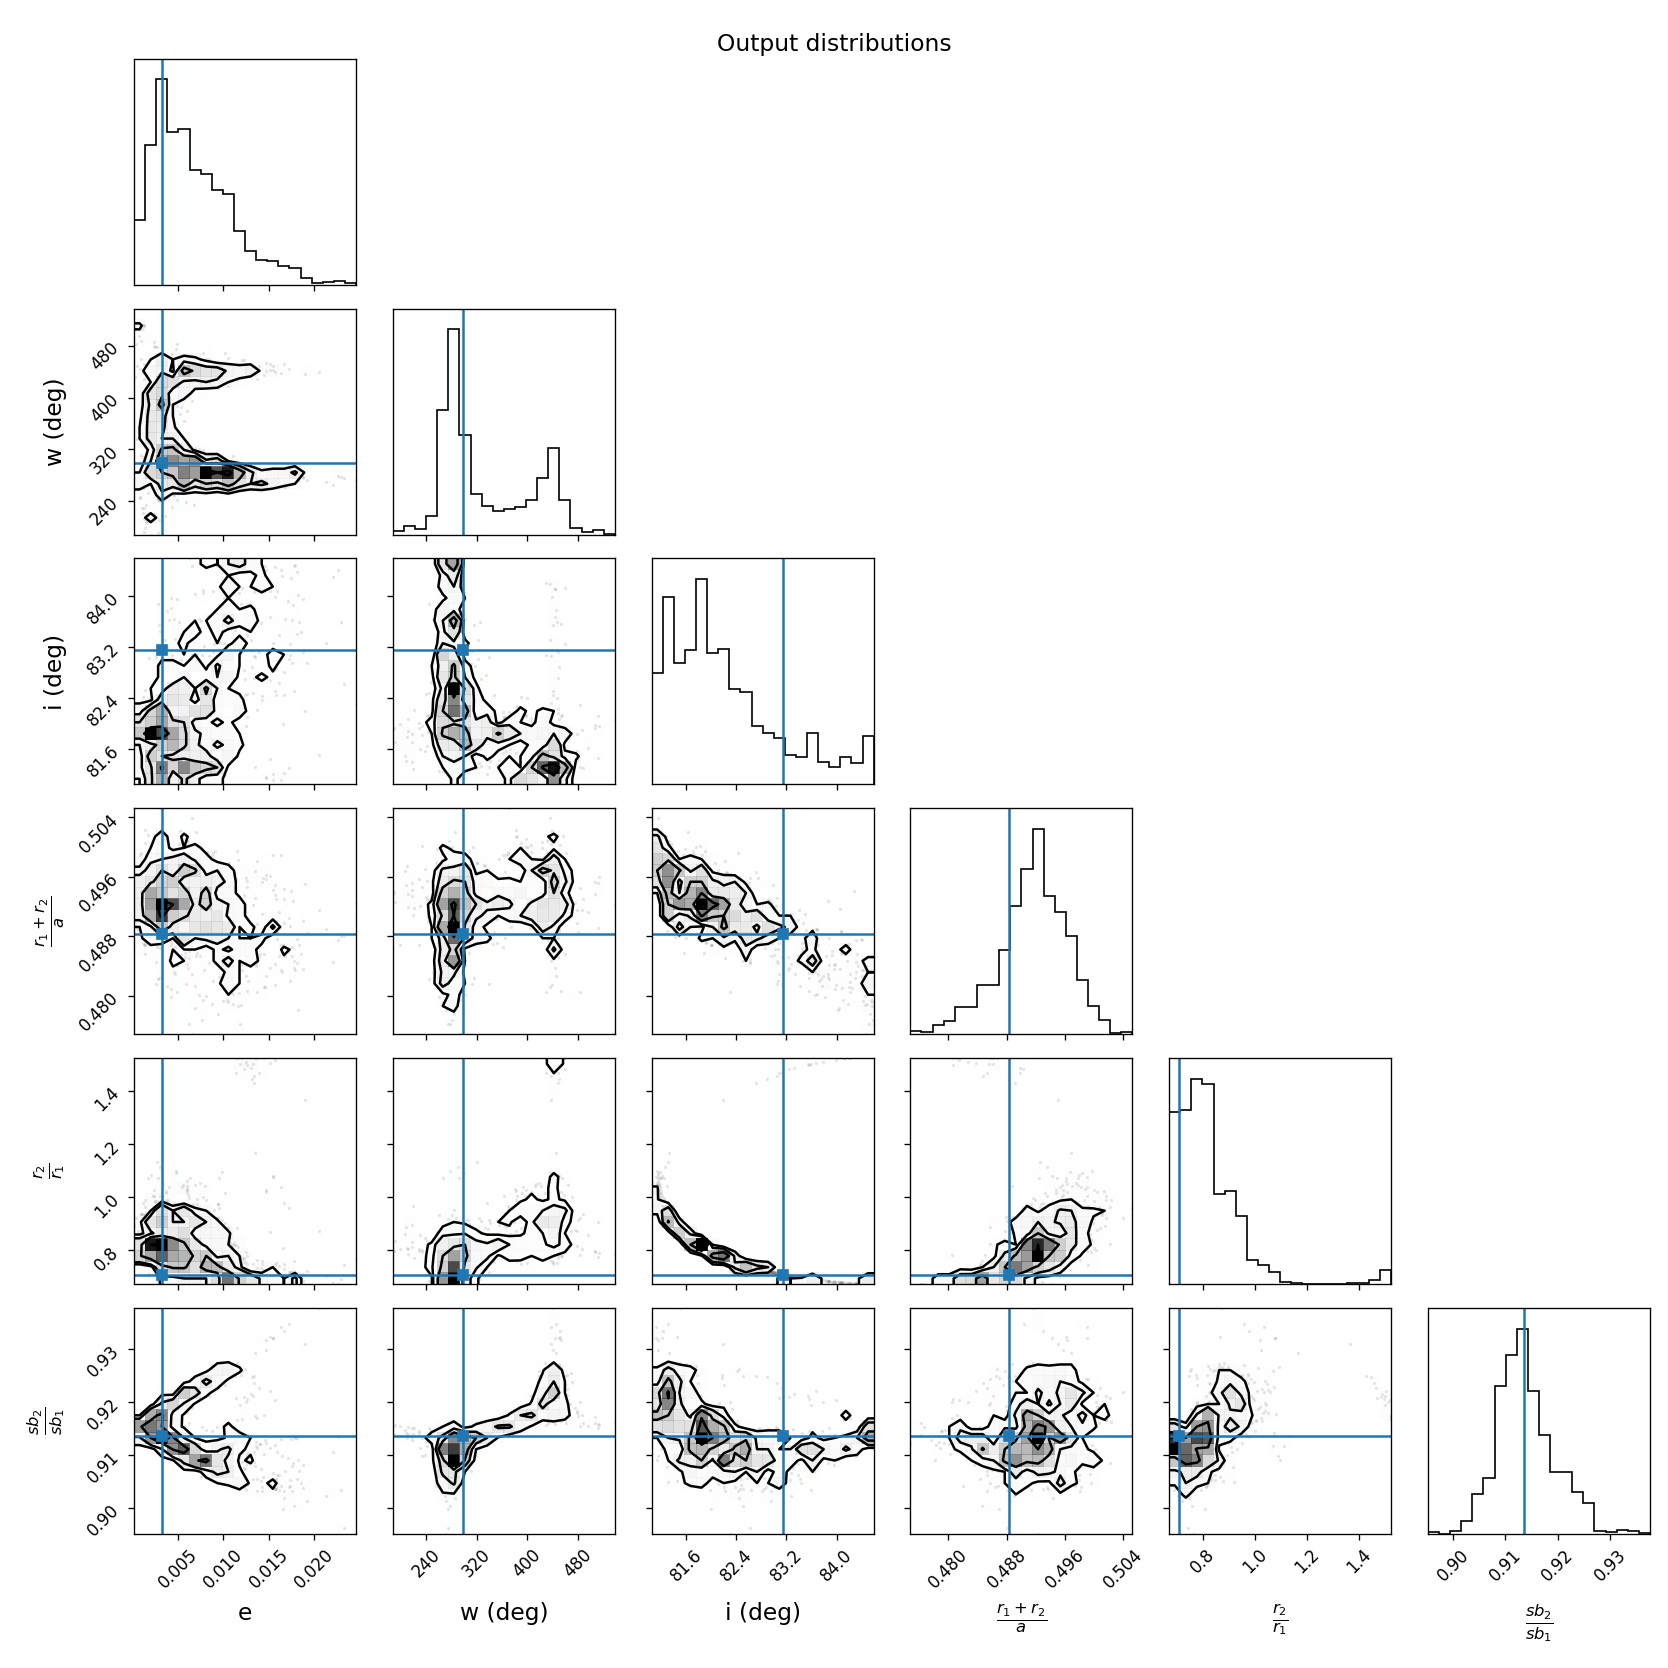 Output distributions
480
400
320
240
w (deg)
84.0
83.2
82.4
81.6
i (deg)
0.504
0.496
0.488
0.480
r₁ + r₂
a
1.4
1.2
1.0
0.8
r₂
r₁
0.93
0.92
0.91
0.90
sb₂
sb₁
0.005 0.010 0.015 0.020
240 320 400 480
81.6 82.4 83.2 84.0
0.480 0.488 0.496 0.504
0.8 1.0 1.2 1.4
0.90 0.91 0.92 0.93
e
w (deg)
i (deg)
r₁ + r₂
a
r₂
r₁
sb₂
sb₁